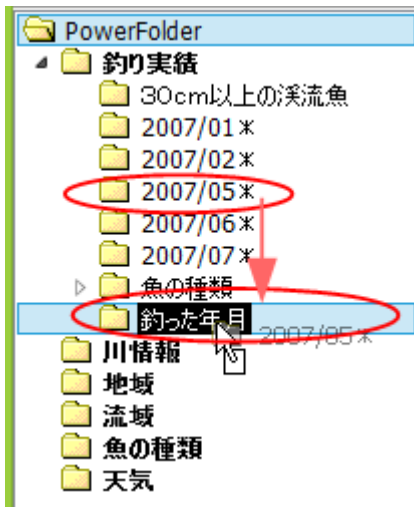 PowerFolder
釣り実績
30cm以上の渓流魚
2007/01*
2007/02*
2007/05*
2007/06*
2007/07*
魚の種類
釣った年月
2007/05*
川情報
地域
流域
魚の種類
天気